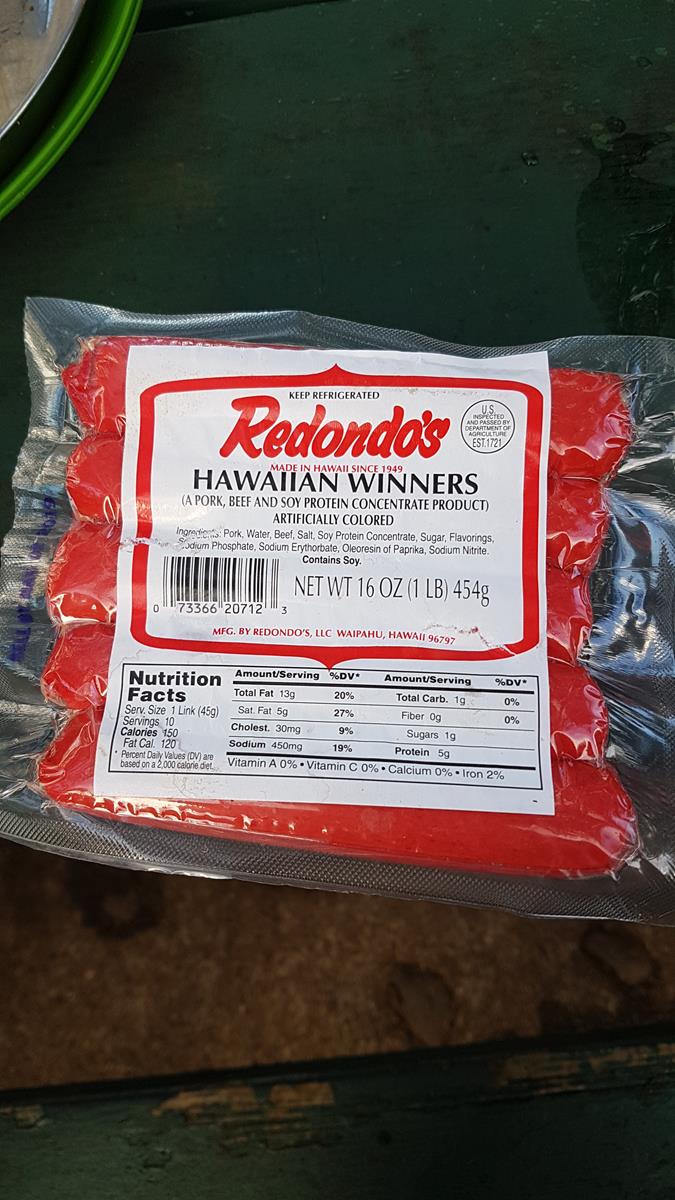 KEEP REFRIGERATED
Redondo's
U.S.
INSPECTED
AND PASSED BY
DEPARTMENT OF
AGRICULTURE
EST.1721
MADE IN HAWAII SINCE 1949
HAWAIIAN WINNERS
(A PORK, BEEF AND SOY PROTEIN CONCENTRATE PRODUCT)
ARTIFICIALLY COLORED
Ingredients: Pork, Water, Beef, Salt, Soy Protein Concentrate, Sugar, Flavorings,
Sodium Phosphate, Sodium Erythorbate, Oleoresin of Paprika, Sodium Nitrite.
Contains Soy.
0 73366 20712 3
NET WT 16 OZ (1 LB) 454g
MFG. BY REDONDO'S, LLC WAIPAHU, HAWAII 96797
Nutrition
Facts
Serv. Size 1 Link (45g)
Servings 10
Calories 150
Fat Cal. 120
* Percent Daily Values (DV) are
based on a 2,000 calorie diet.
Amount/Serving %DV*
Total Fat 13g 20%
Sat. Fat 5g 27%
Cholest. 30mg 9%
Sodium 450mg 19%
Amount/Serving %DV*
Total Carb. 1g 0%
Fiber 0g 0%
Sugars 1g
Protein 5g
Vitamin A 0% • Vitamin C 0% • Calcium 0% • Iron 2%